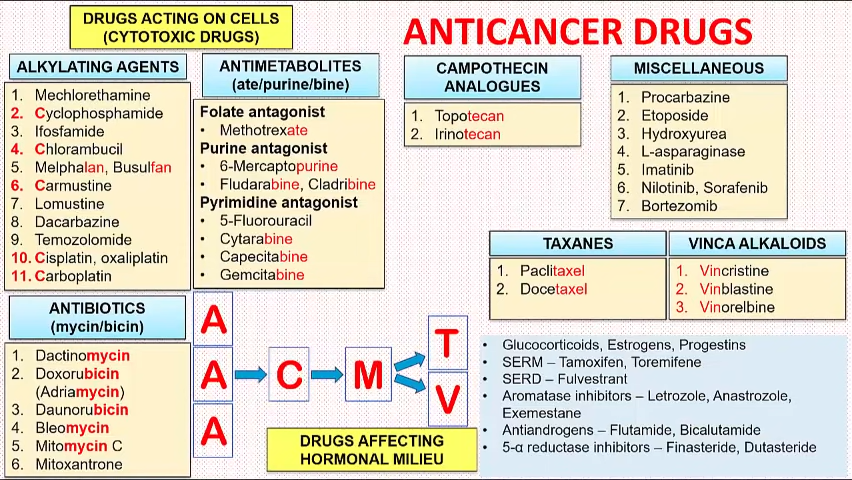 DRUGS ACTING ON CELLS
(CYTOTOXIC DRUGS)
ANTICANCER DRUGS
ALKYLATING AGENTS
1. Mechlorethamine
2. Cyclophosphamide
3. Ifosfamide
4. Chlorambucil
5. Melphalan, Busulfan
6. Carmustine
7. Lomustine
8. Dacarbazine
9. Temozolomide
10. Cisplatin, oxaliplatin
11. Carboplatin
ANTIMETABOLITES
(ate/purine/bine)
Folate antagonist
• Methotrexate
Purine antagonist
• 6-Mercaptopurine
• Fludarabine, Cladribine
Pyrimidine antagonist
• 5-Fluorouracil
• Cytarabine
• Capecitabine
• Gemcitabine
CAMPOTHECIN
ANALOGUES
1. Topotecan
2. Irinotecan
MISCELLANEOUS
1. Procarbazine
2. Etoposide
3. Hydroxyurea
4. L-asparaginase
5. Imatinib
6. Nilotinib, Sorafenib
7. Bortezomib
TAXANES
1. Paclitaxel
2. Docetaxel
VINCA ALKALOIDS
1. Vincristine
2. Vinblastine
3. Vinorelbine
ANTIBIOTICS
(mycin/bicin)
1. Dactinomycin
2. Doxorubicin
(Adriamycin)
3. Daunorubicin
4. Bleomycin
5. Mitomycin C
6. Mitoxantrone
A
A
A
C
M
T
V
DRUGS AFFECTING
HORMONAL MILIEU
• Glucocorticoids, Estrogens, Progestins
• SERM – Tamoxifen, Toremifene
• SERD – Fulvestrant
• Aromatase inhibitors – Letrozole, Anastrozole,
Exemestane
• Antiandrogens – Flutamide, Bicalutamide
• 5-α reductase inhibitors – Finasteride, Dutasteride